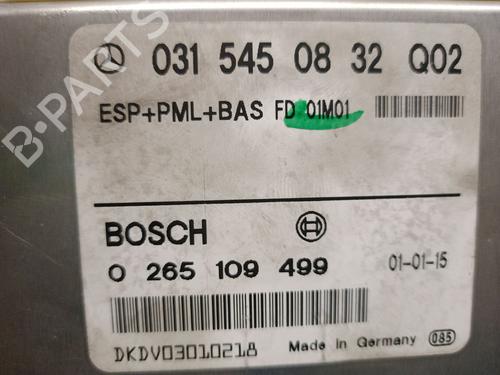 031 545 08 32 Q02
ESP+PML+BAS FD 01M01
BOSCH
0 265 109 499 01-01-15
DKDV03010218 Made in Germany 085
B-PARTS